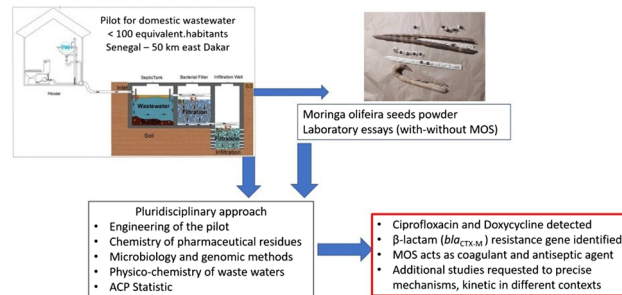 Pilot for domestic wastewater
< 100 equivalent.habitants
Senegal – 50 km east Dakar
SepticTank
Bacterial Filter
Infiltration Well
Inlet
House
Wastewater
Filtration
Soil
Filtration
Infiltration
Moringa olifeira seeds powder
Laboratory essays (with-without MOS)
Pluridisciplinary approach
• Engineering of the pilot
• Chemistry of pharmaceutical residues
• Microbiology and genomic methods
• Physico-chemistry of waste waters
• ACP Statistic
• Ciprofloxacin and Doxycycline detected
• β-lactam (blaCTX-M ) resistance gene identified
• MOS acts as coagulant and antiseptic agent
• Additional studies requested to precise
mechanisms, kinetic in different contexts